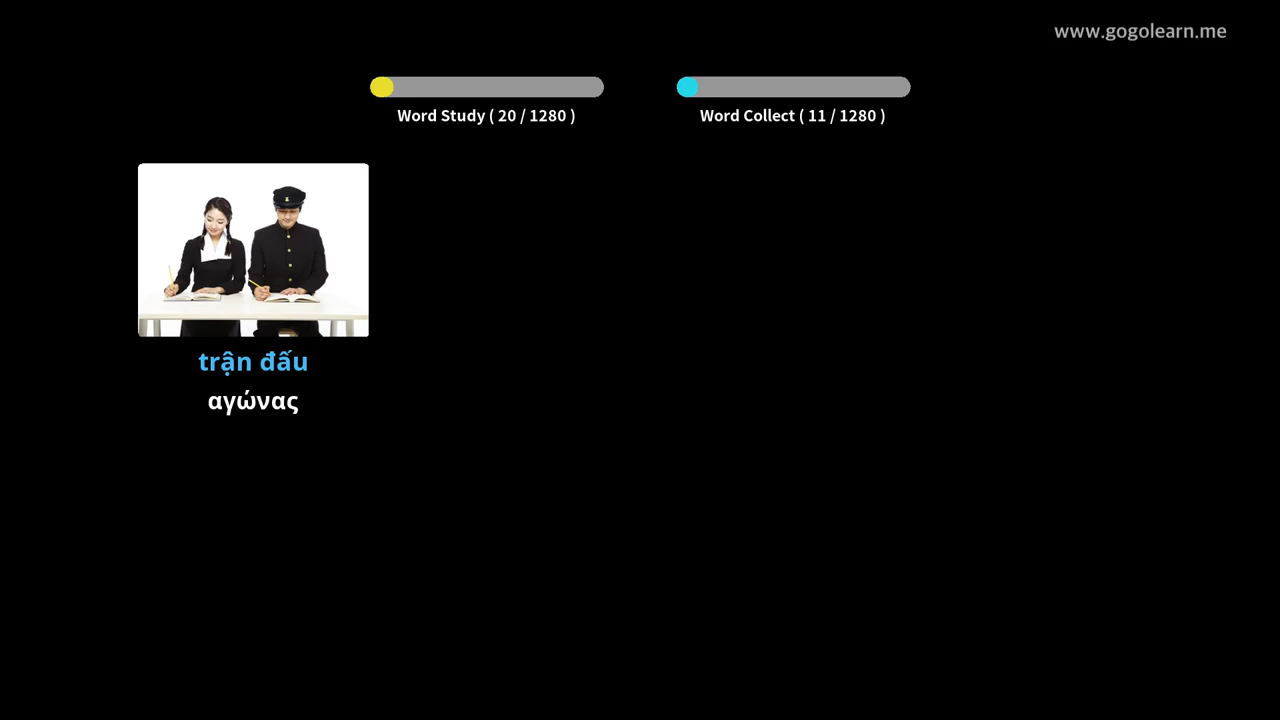 www.gogolearn.me
Word Study ( 20 / 1280 )
Word Collect ( 11 / 1280 )
trận đấu
αγώνας